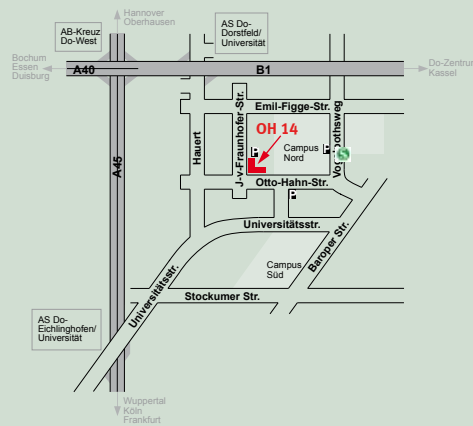 Hannover
Oberhausen
AB-Kreuz
Do-West
AS Do-
Dorstfeld/
Universität
Bochum
Essen
Duisburg
A40
B1
Do-Zentrum
Kassel
Emil-Figge-Str.
OH 14
Hauert
J-v-Fraunhofer-Str.
Campus
Nord
P
P
S
A45
Otto-Hahn-Str.
P
Universitätsstr.
Baroper Str.
Campus
Süd
Universitätsstr.
Stockumer Str.
AS Do-
Eichlinghofen/
Universität
Wuppertal
Köln
Frankfurt